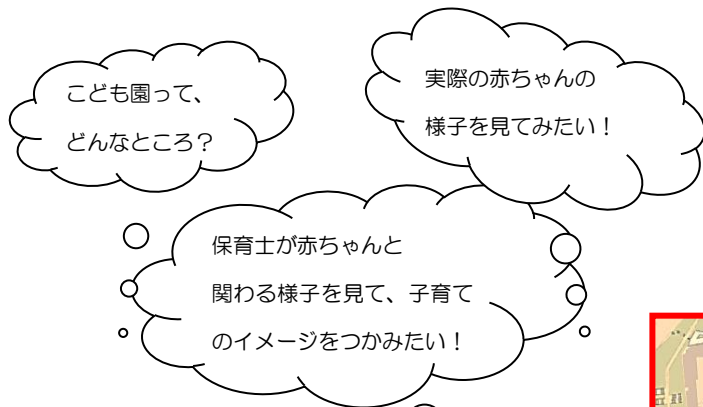 こども園って、
どんなところ？
実際の赤ちゃんの
様子を見てみたい！
保育士が赤ちゃんと
関わる様子を見て、子育て
のイメージをつかみたい！